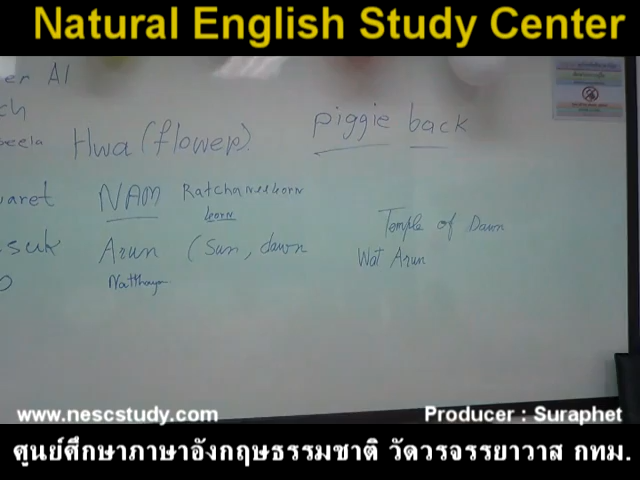 Natural English Study Center
er A1
ch
eela
Hwa (flower).
piggie back
aret
NAM
Ratchaneekorn
korn
suk
Arun (Sun, dawn
Temple of Dawn
Wat Arun
Natthaya
www.nescstudy.com
Producer : Suraphet
ศูนย์ศึกษาภาษาอังกฤษธรรมชาติ วัดวรจรรยาวาส กทม.